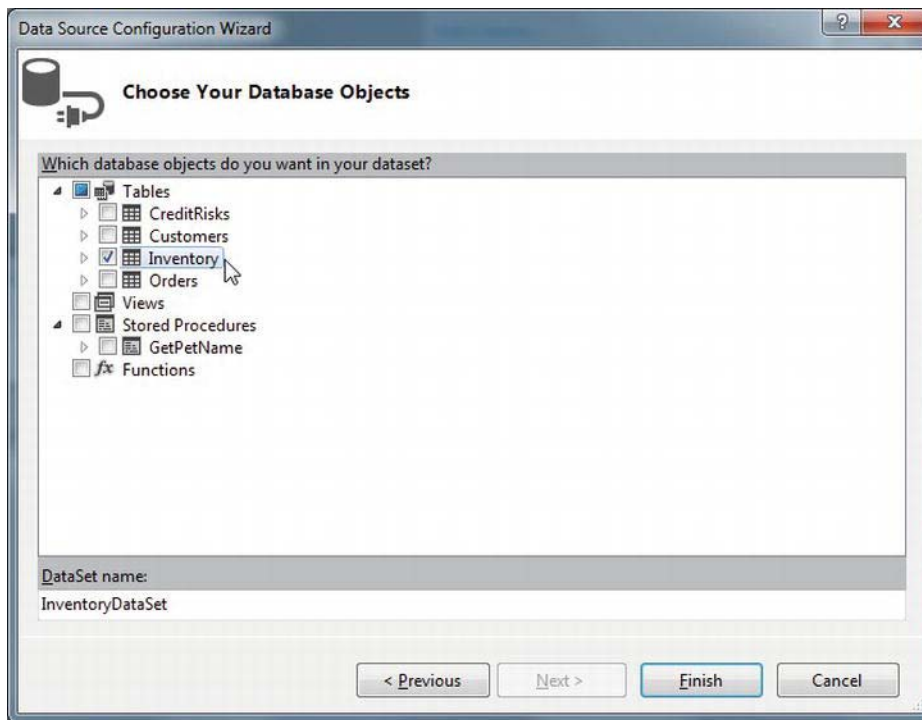 Data Source Configuration Wizard
?
X
Choose Your Database Objects
Which database objects do you want in your dataset?
Tables
CreditRisks
Customers
Inventory
Orders
Views
Stored Procedures
GetPetName
fx Functions
DataSet name:
InventoryDataSet
< Previous Next > Finish Cancel